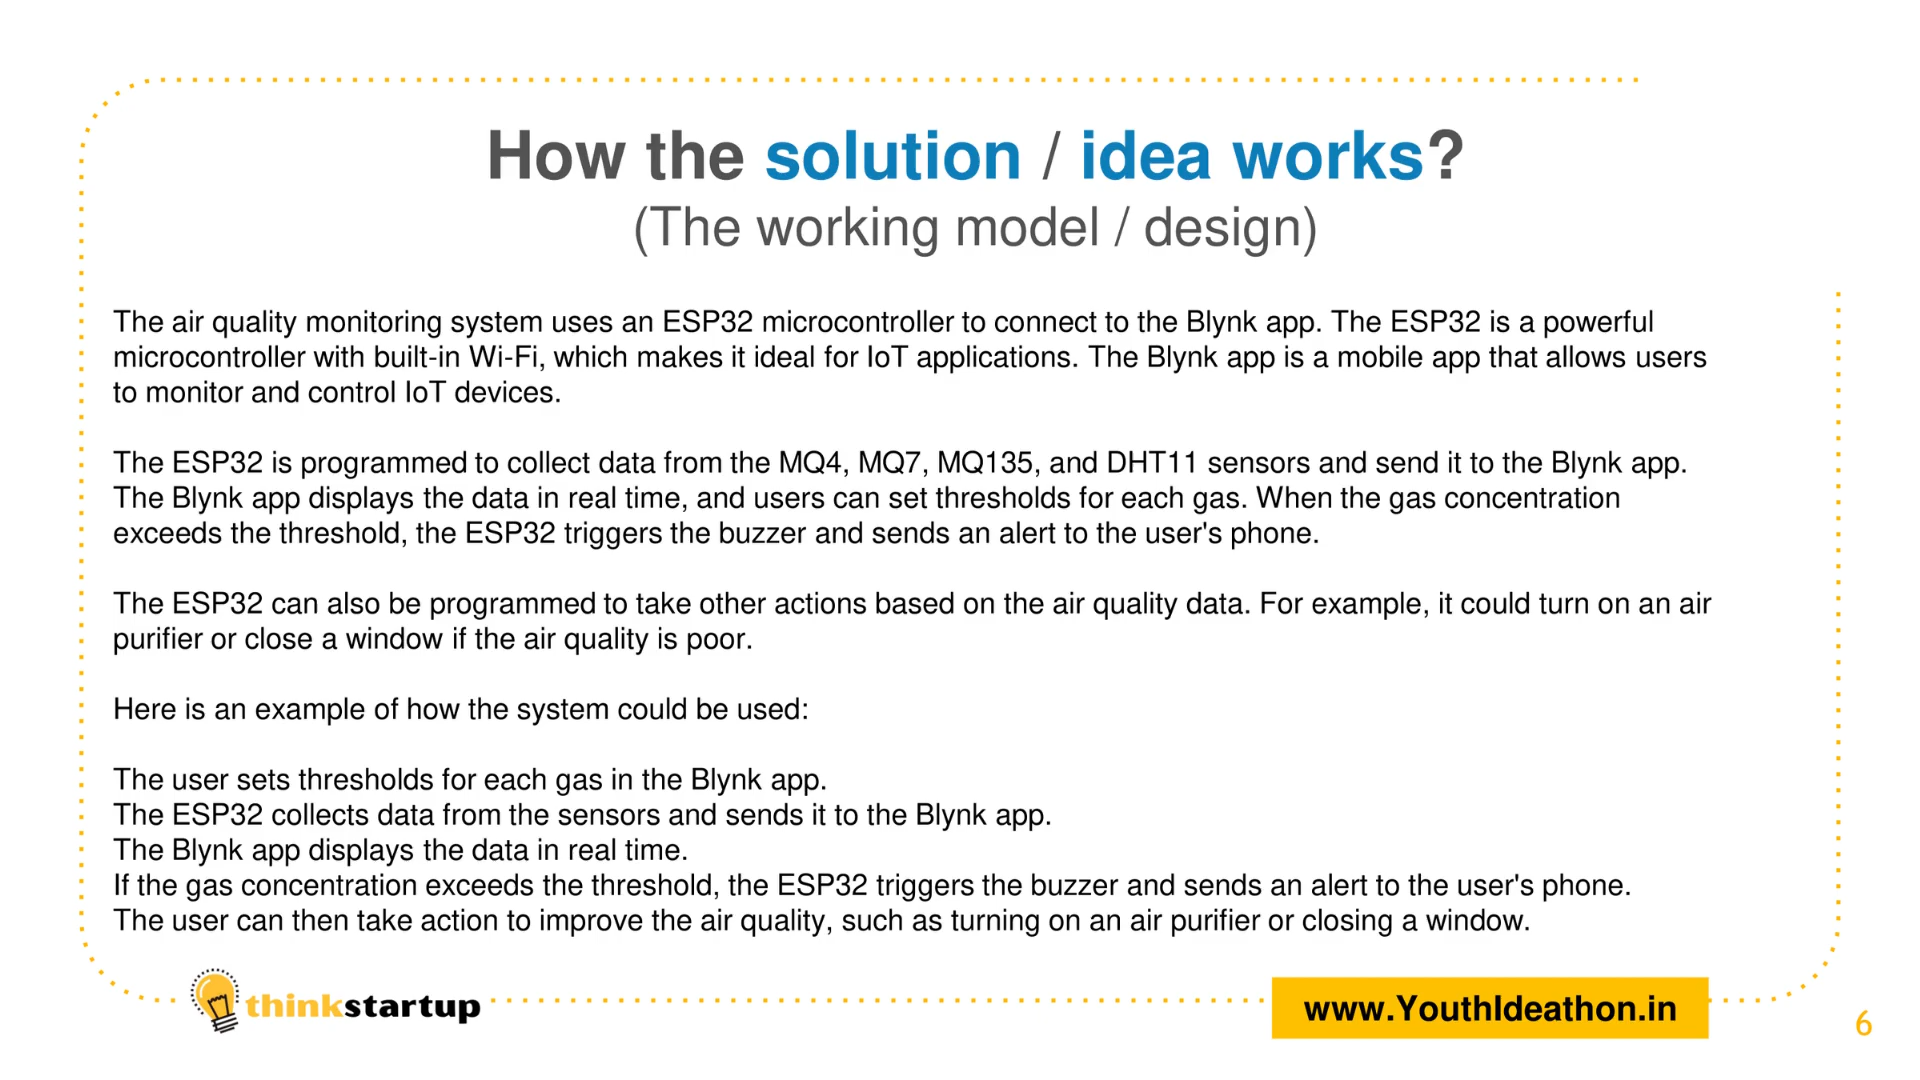 How the solution / idea works?
(The working model / design)
The air quality monitoring system uses an ESP32 microcontroller to connect to the Blynk app. The ESP32 is a powerful
microcontroller with built-in Wi-Fi, which makes it ideal for IoT applications. The Blynk app is a mobile app that allows users
to monitor and control IoT devices.
The ESP32 is programmed to collect data from the MQ4, MQ7, MQ135, and DHT11 sensors and send it to the Blynk app.
The Blynk app displays the data in real time, and users can set thresholds for each gas. When the gas concentration
exceeds the threshold, the ESP32 triggers the buzzer and sends an alert to the user's phone.
The ESP32 can also be programmed to take other actions based on the air quality data. For example, it could turn on an air
purifier or close a window if the air quality is poor.
Here is an example of how the system could be used:
The user sets thresholds for each gas in the Blynk app.
The ESP32 collects data from the sensors and sends it to the Blynk app.
The Blynk app displays the data in real time.
If the gas concentration exceeds the threshold, the ESP32 triggers the buzzer and sends an alert to the user's phone.
The user can then take action to improve the air quality, such as turning on an air purifier or closing a window.
thinkstartup
www.YouthIdeathon.in
6